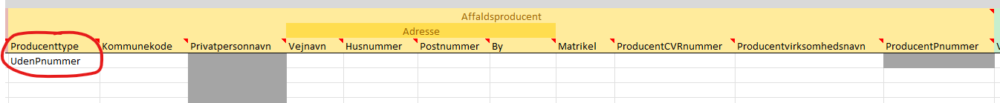 Affaldsproducent
Adresse
Producenttype Kommunekode Privatpersonnavn Vejnavn Husnummer Postnummer By Matrikel ProducentCVRnummer Producentvirksomhedsnavn ProducentPnummer
UdenPnummer